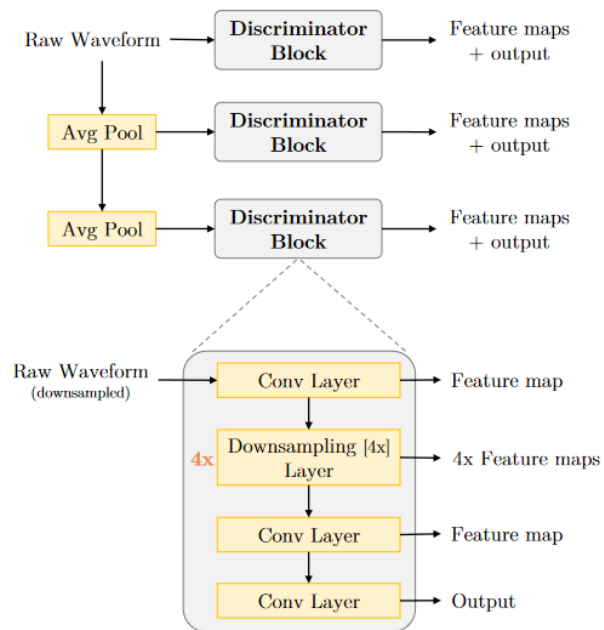 Raw Waveform
Discriminator
Block
Feature maps
+ output
Avg Pool
Discriminator
Block
Feature maps
+ output
Avg Pool
Discriminator
Block
Feature maps
+ output
Raw Waveform
(downsampled)
Conv Layer
Feature map
4x
Downsampling [4x]
Layer
4x Feature maps
Conv Layer
Feature map
Conv Layer
Output